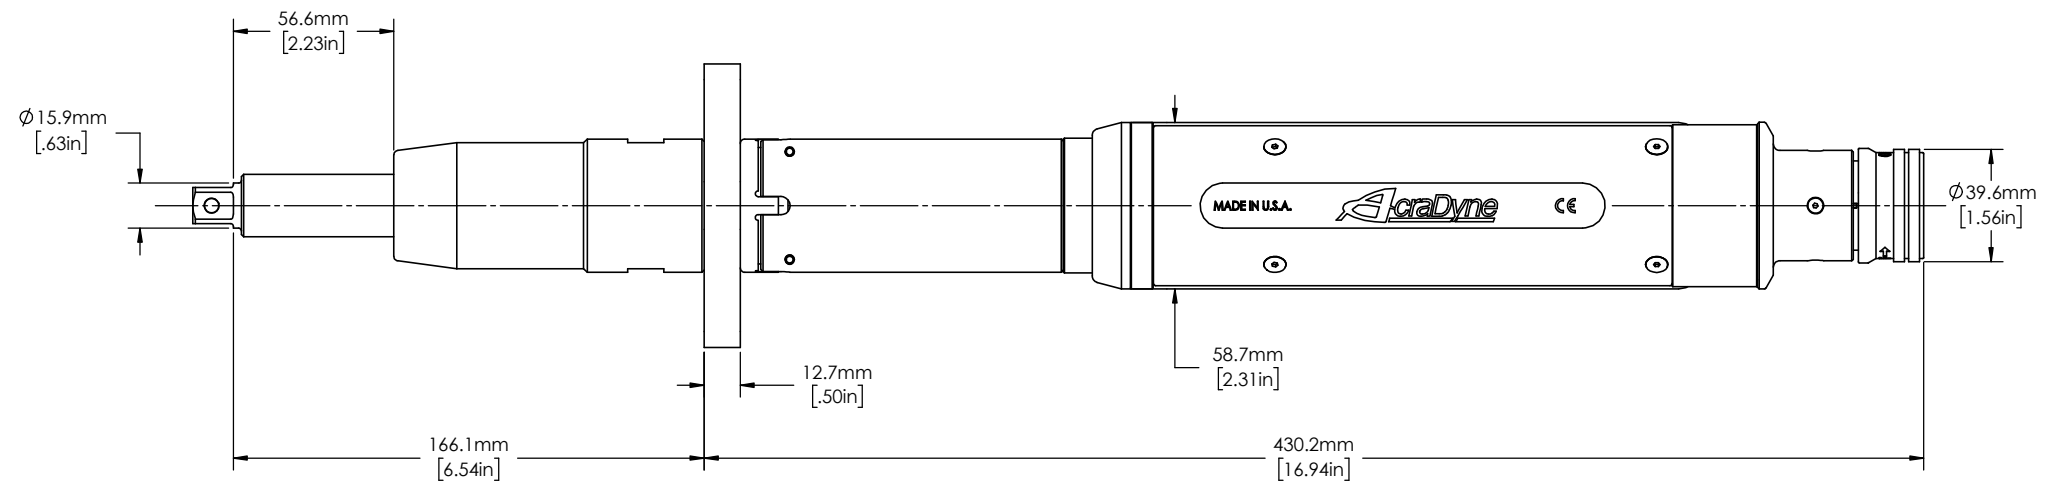 56.6mm
[2.23in]
Ø15.9mm
[.63in]
MADE IN U.S.A.
AcraDyne
CE
Ø39.6mm
[1.56in]
58.7mm
[2.31in]
12.7mm
[.50in]
166.1mm
[6.54in]
430.2mm
[16.94in]